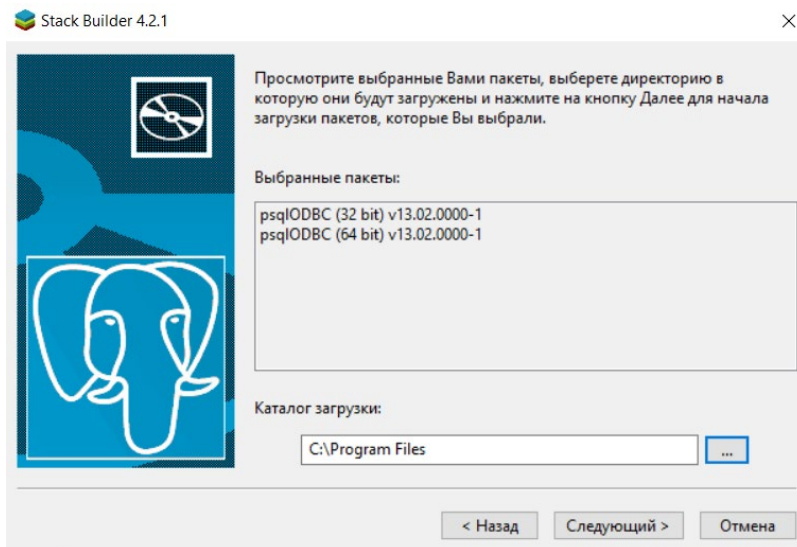 Stack Builder 4.2.1
Просмотрите выбранные Вами пакеты, выберете директорию в
которую они будут загружены и нажмите на кнопку Далее для начала
загрузки пакетов, которые Вы выбрали.
Выбранные пакеты:
psqlODBC (32 bit) v13.02.0000-1
psqlODBC (64 bit) v13.02.0000-1
Каталог загрузки:
C:\Program Files
...
< Назад
Следующий >
Отмена